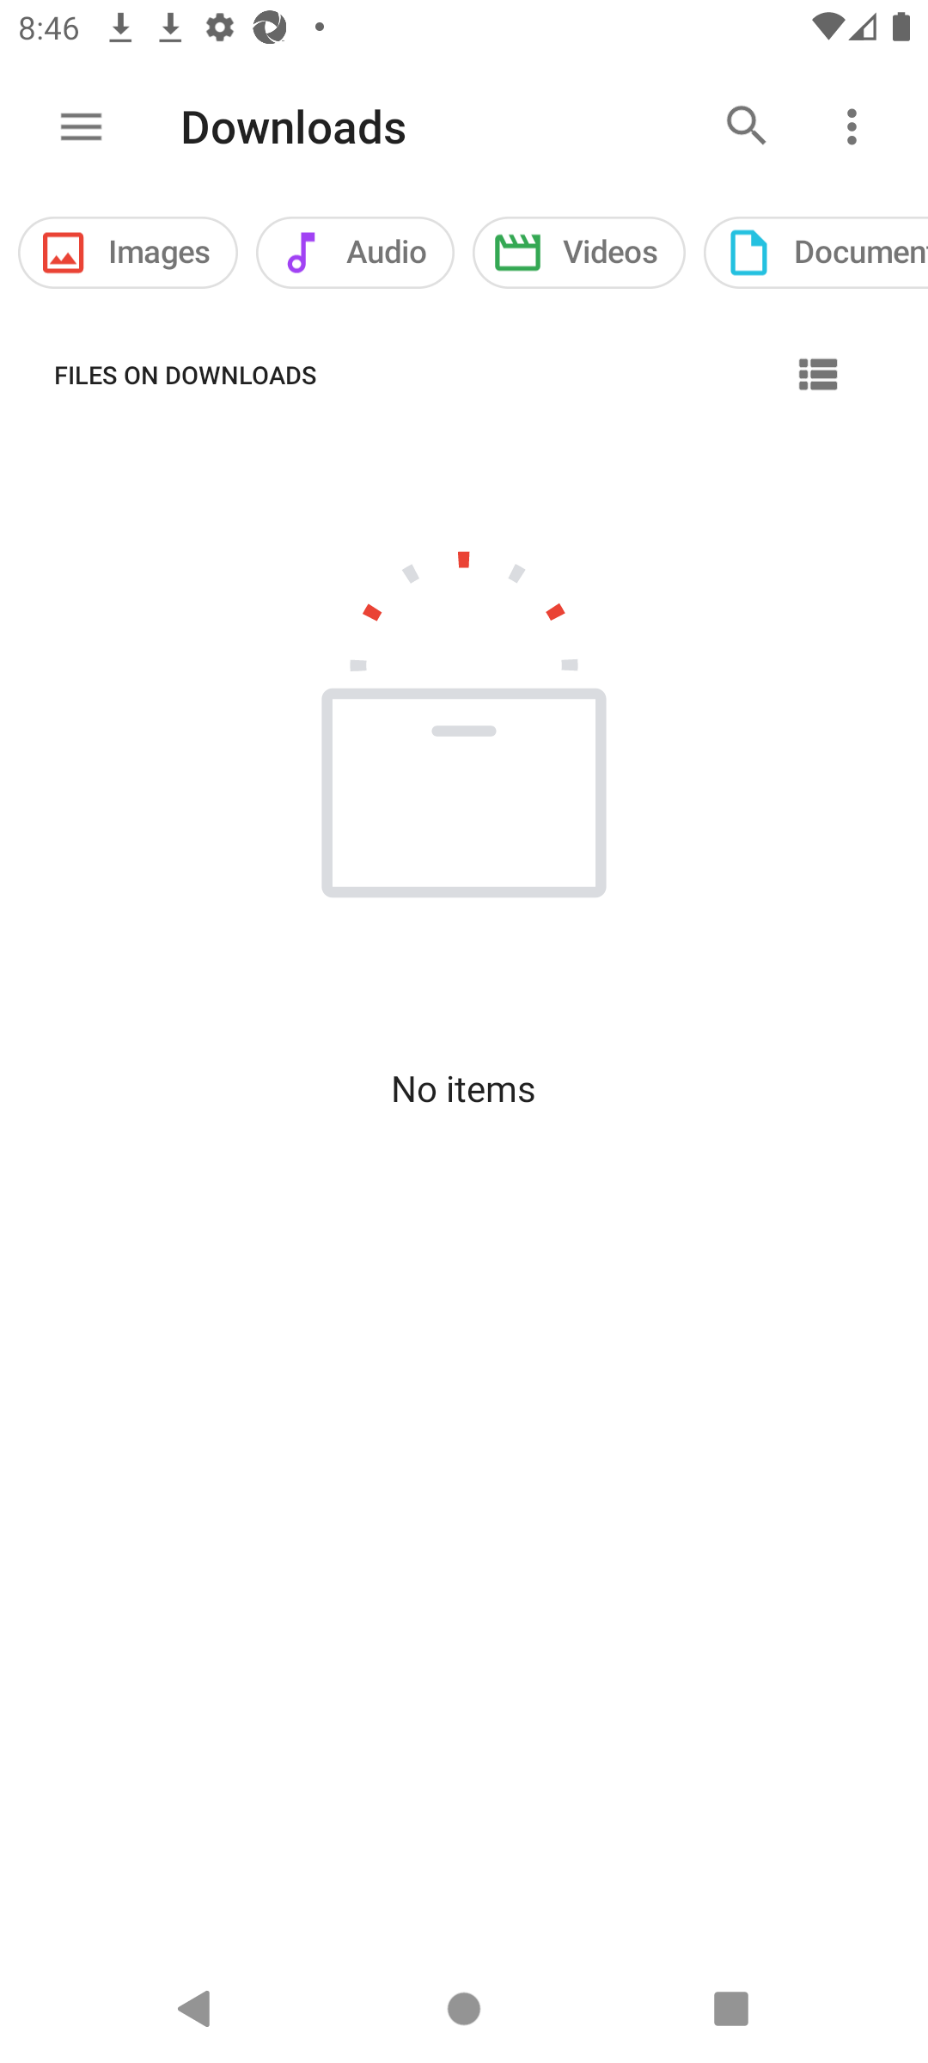 8:46
Downloads
Images
Audio
Videos
Documen
FILES ON DOWNLOADS
No items